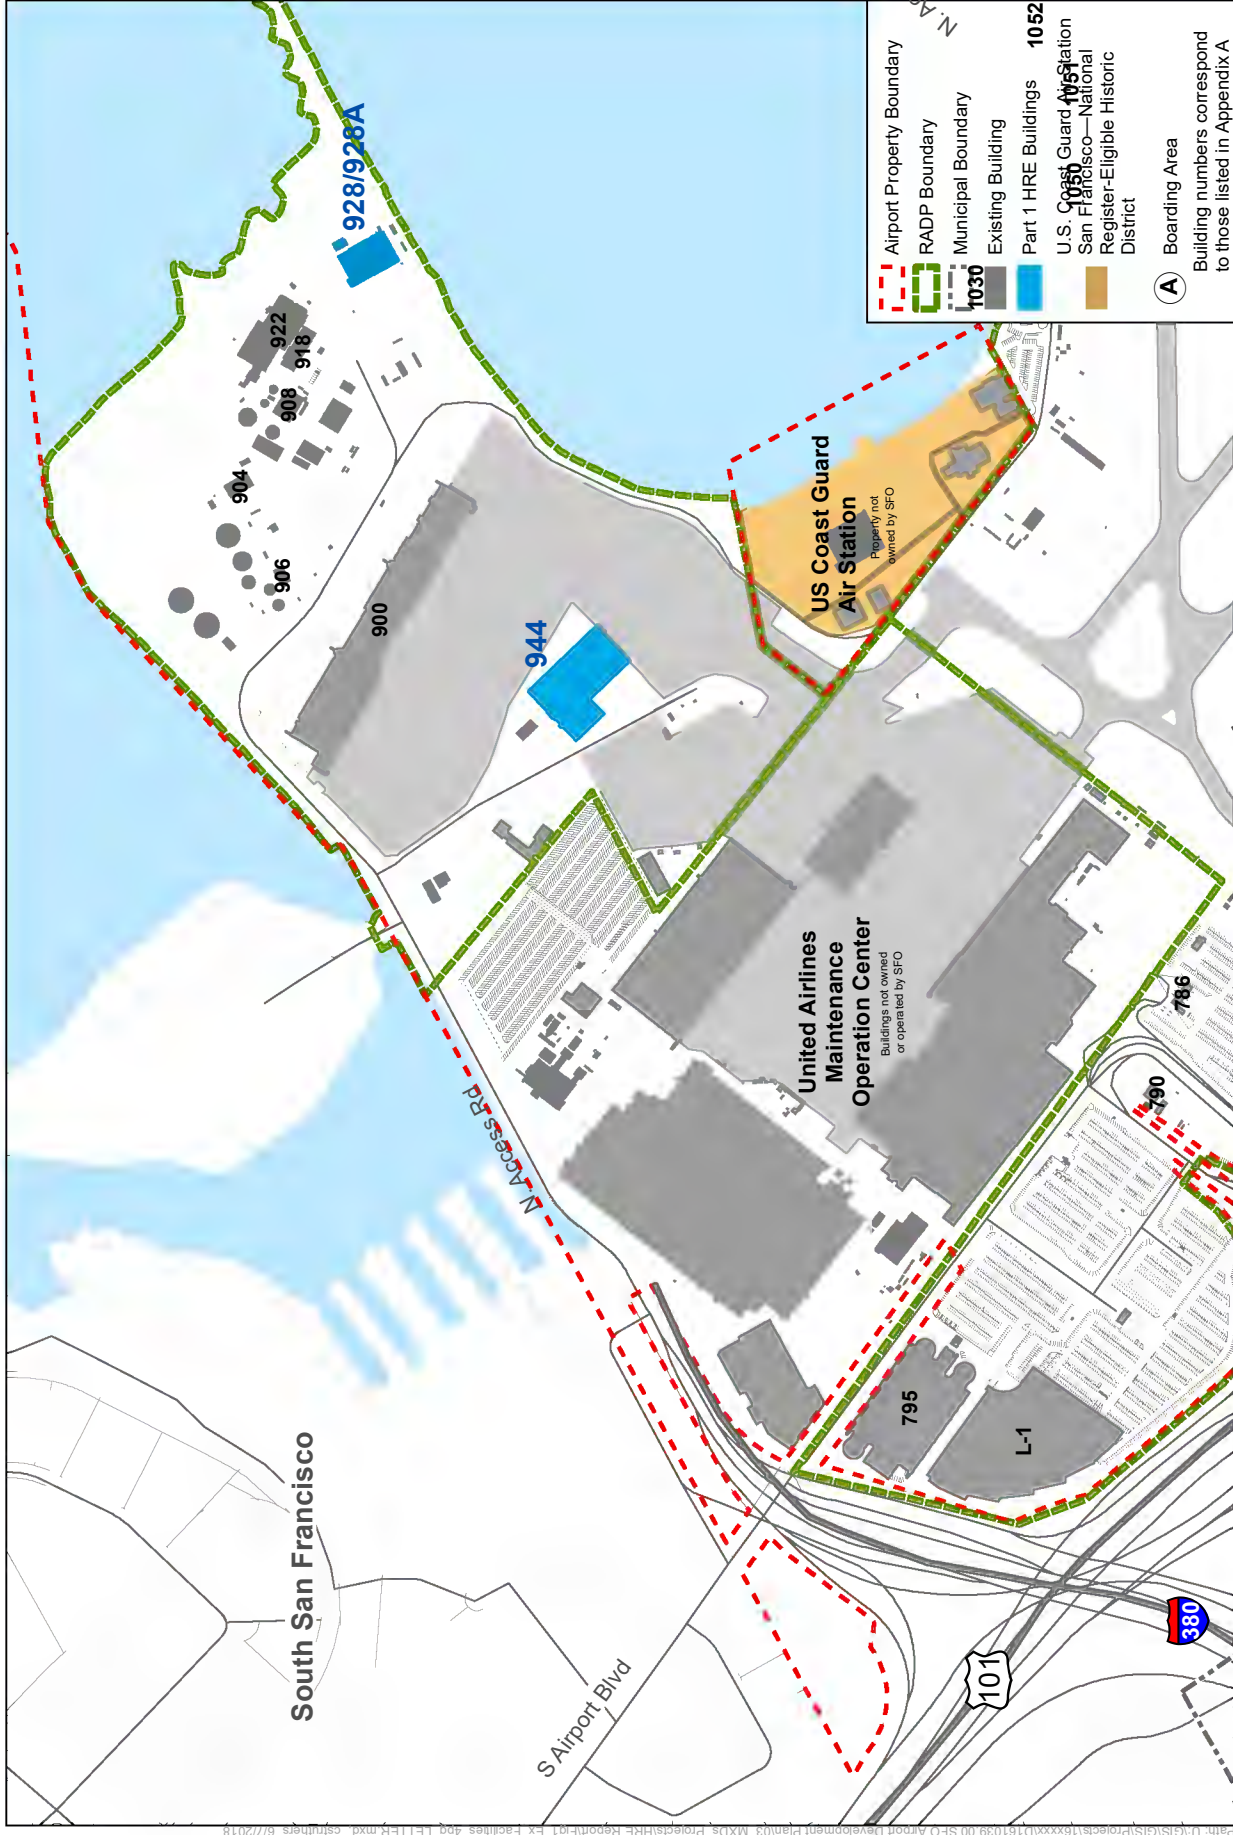 South San Francisco
S Airport Blvd
101
380
N. Access Rd
L-1
795
790
786
United Airlines
Maintenance
Operation Center
Buildings not owned
or operated by SFO
900
944
906
904
908
918
922
928/928A
US Coast Guard
Air Station
Property not
owned by SFO
1030
1050
1051
1052
Airport Property Boundary
RADP Boundary
Municipal Boundary
Existing Building
Part 1 HRE Buildings
U.S. Coast Guard Air Station
San Francisco—National
Register-Eligible Historic
District
A Boarding Area
Building numbers correspond
to those listed in Appendix A